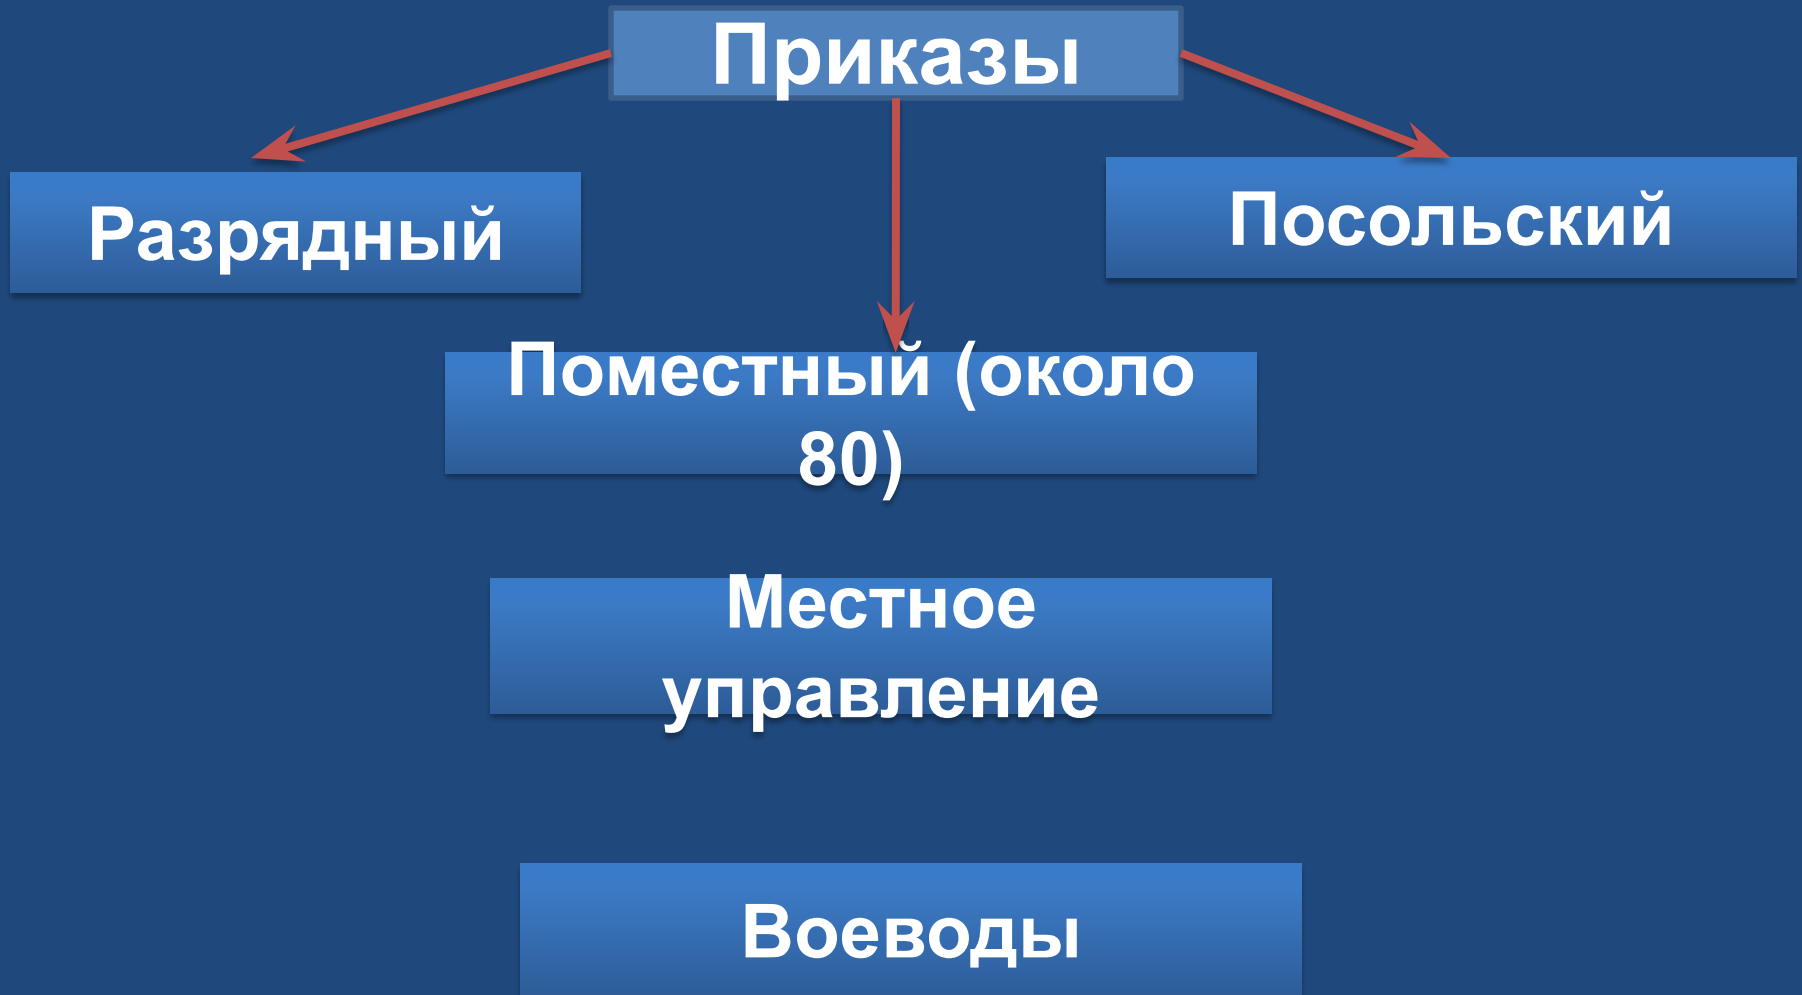 Приказы
Разрядный
Посольский
Поместный (около
80)
Местное
управление
Воеводы